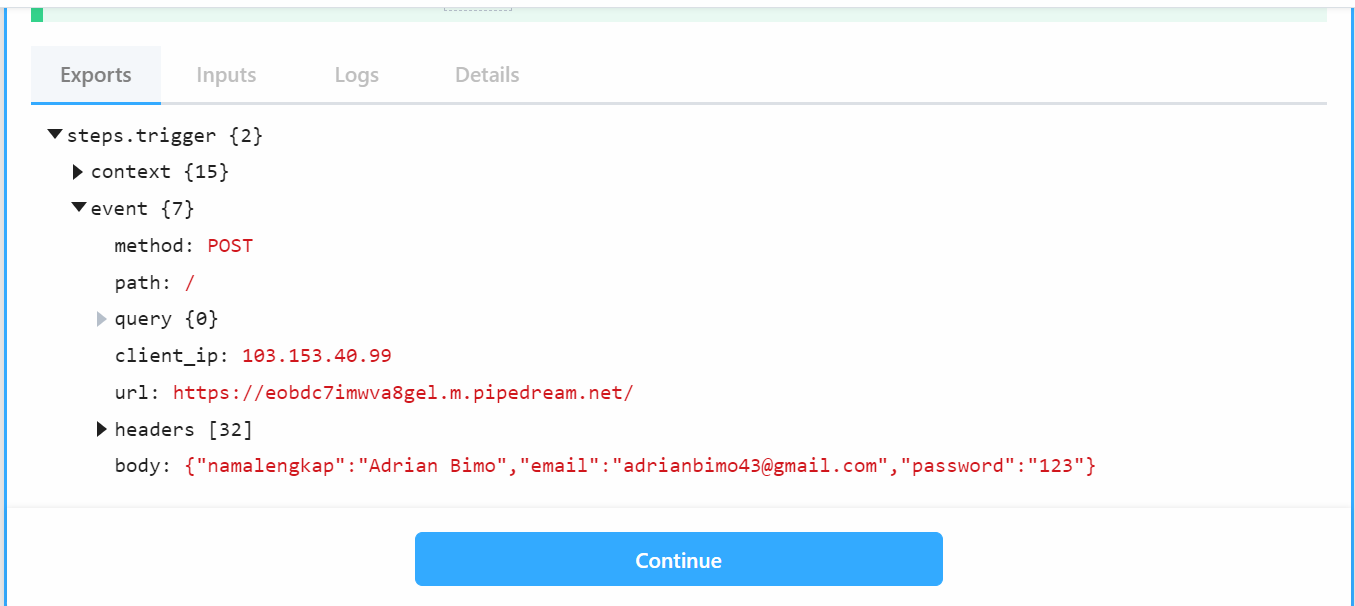 Exports Inputs Logs Details
steps.trigger {2}
context {15}
event {7}
method: POST
path: /
query {0}
client_ip: 103.153.40.99
url: https://eobdc7imwva8gel.m.pipedream.net/
headers [32]
body: {"namalengkap":"Adrian Bimo","email":"adrianbimo43@gmail.com","password":"123"}
Continue